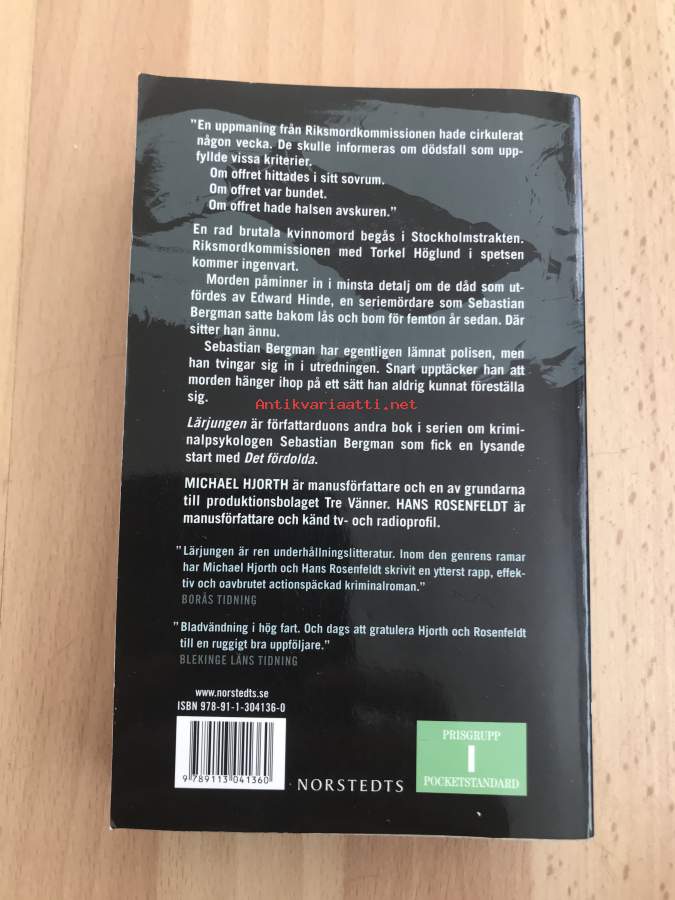 "En uppmaning från Riksmordkommissionen hade cirkulerat
någon vecka. De skulle informeras om dödsfall som upp-
fyllde vissa kriterier.
Om offret hittades i sitt sovrum.
Om offret var bundet.
Om offret hade halsen avskuren."
En rad brutala kvinnomord begås i Stockholmstrakten.
Riksmordkommissionen med Torkel Höglund i spetsen
kommer ingenvart.
Morden påminner in i minsta detalj om de dåd som ut-
fördes av Edward Hinde, en seriemördare som Sebastian
Bergman satte bakom lås och bom för femton år sedan. Där
sitter han ännu.
Sebastian Bergman har egentligen lämnat polisen, men
han tvingar sig in i utredningen. Snart upptäcker han att
morden hänger ihop på ett sätt han aldrig kunnat föreställa
sig.
Antikvariaatti.net
Lärjungen är författarduons andra bok i serien om krimi-
nalpsykologen Sebastian Bergman som fick en lysande
start med Det fördolda.
MICHAEL HJORTH är manusförfattare och en av grundarna
till produktionsbolaget Tre Vänner. HANS ROSENFELDT är
manusförfattare och känd tv- och radioprofil.
"Lärjungen är ren underhållningslitteratur. Inom den genrens ramar
har Michael Hjorth och Hans Rosenfeldt skrivit en ytterst rapp, effek-
tiv och oavbrutet actionspäckad kriminalroman."
BORÅS TIDNING
"Bladvändning i hög fart. Och dags att gratulera Hjorth och Rosenfeldt
till en ruggigt bra uppföljare."
BLEKINGE LÄNS TIDNING
www.norstedts.se
ISBN 978-91-1-304136-0
9 789113 041360
· NORSTEDTS
PRISGRUPP
I
POCKETSTANDARD